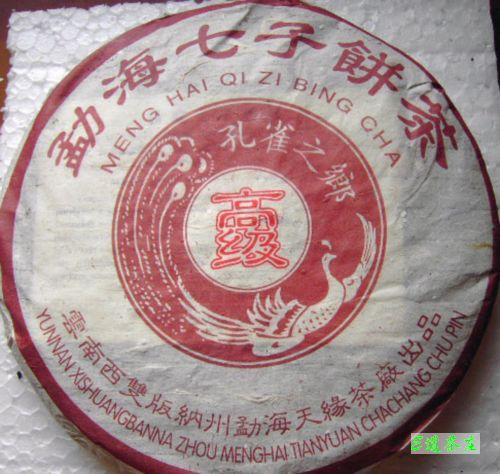 勐海七子餅茶
MENG HAI QI ZI BING CHA
孔雀之鄉
高级
雲南西雙版納州勐海天緣茶廠出品
YUNNAN XISHUANGBANNA ZHOU MENGHAI TIANYUAN CHACHANG CHU PIN